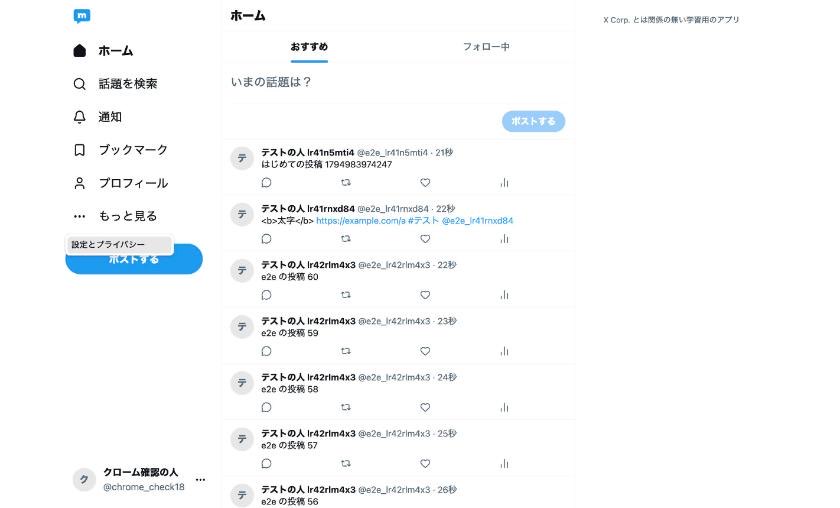 m
ホーム
話題を検索
通知
ブックマーク
プロフィール
もっと見る
設定とプライバシー
ポストする
ク
クローム確認の人
@chrome_check18
ホーム
おすすめ
フォロー中
いまの話題は？
ポストする
テ
テストの人 lr41n5mti4 @e2e_lr41n5mti4 · 21秒
はじめての投稿 1794983974247
テ
テストの人 lr41rnxd84 @e2e_lr41rnxd84 · 22秒
<b>太字</b> https://example.com/a #テスト @e2e_lr41rnxd84
テ
テストの人 lr42rlm4x3 @e2e_lr42rlm4x3 · 22秒
e2e の投稿 60
テ
テストの人 lr42rlm4x3 @e2e_lr42rlm4x3 · 23秒
e2e の投稿 59
テ
テストの人 lr42rlm4x3 @e2e_lr42rlm4x3 · 24秒
e2e の投稿 58
テ
テストの人 lr42rlm4x3 @e2e_lr42rlm4x3 · 25秒
e2e の投稿 57
テ
テストの人 lr42rlm4x3 @e2e_lr42rlm4x3 · 26秒
e2e の投稿 56
X Corp. とは関係の無い学習用のアプリ